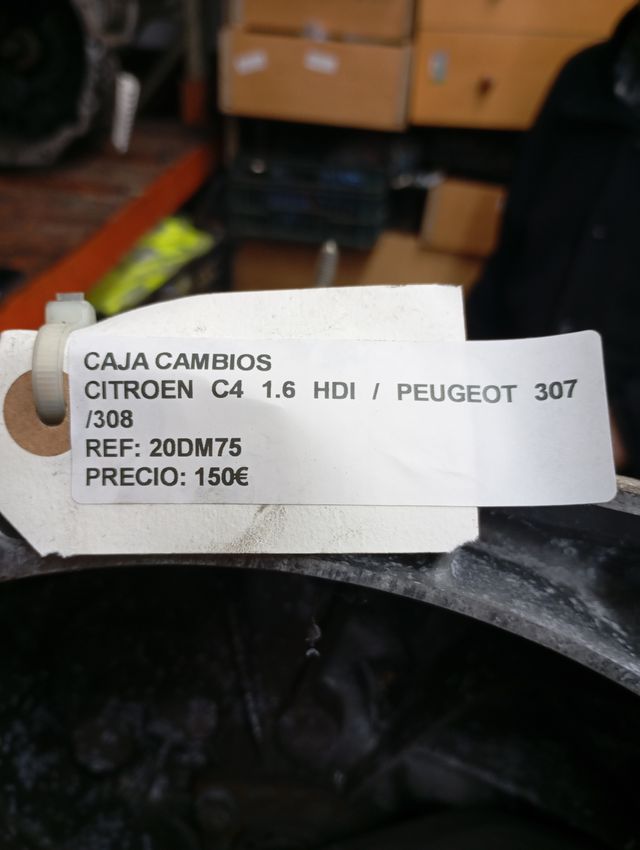 CAJA CAMBIOS
CITROEN C4 1.6 HDI / PEUGEOT 307
/308
REF: 20DM75
PRECIO: 150€